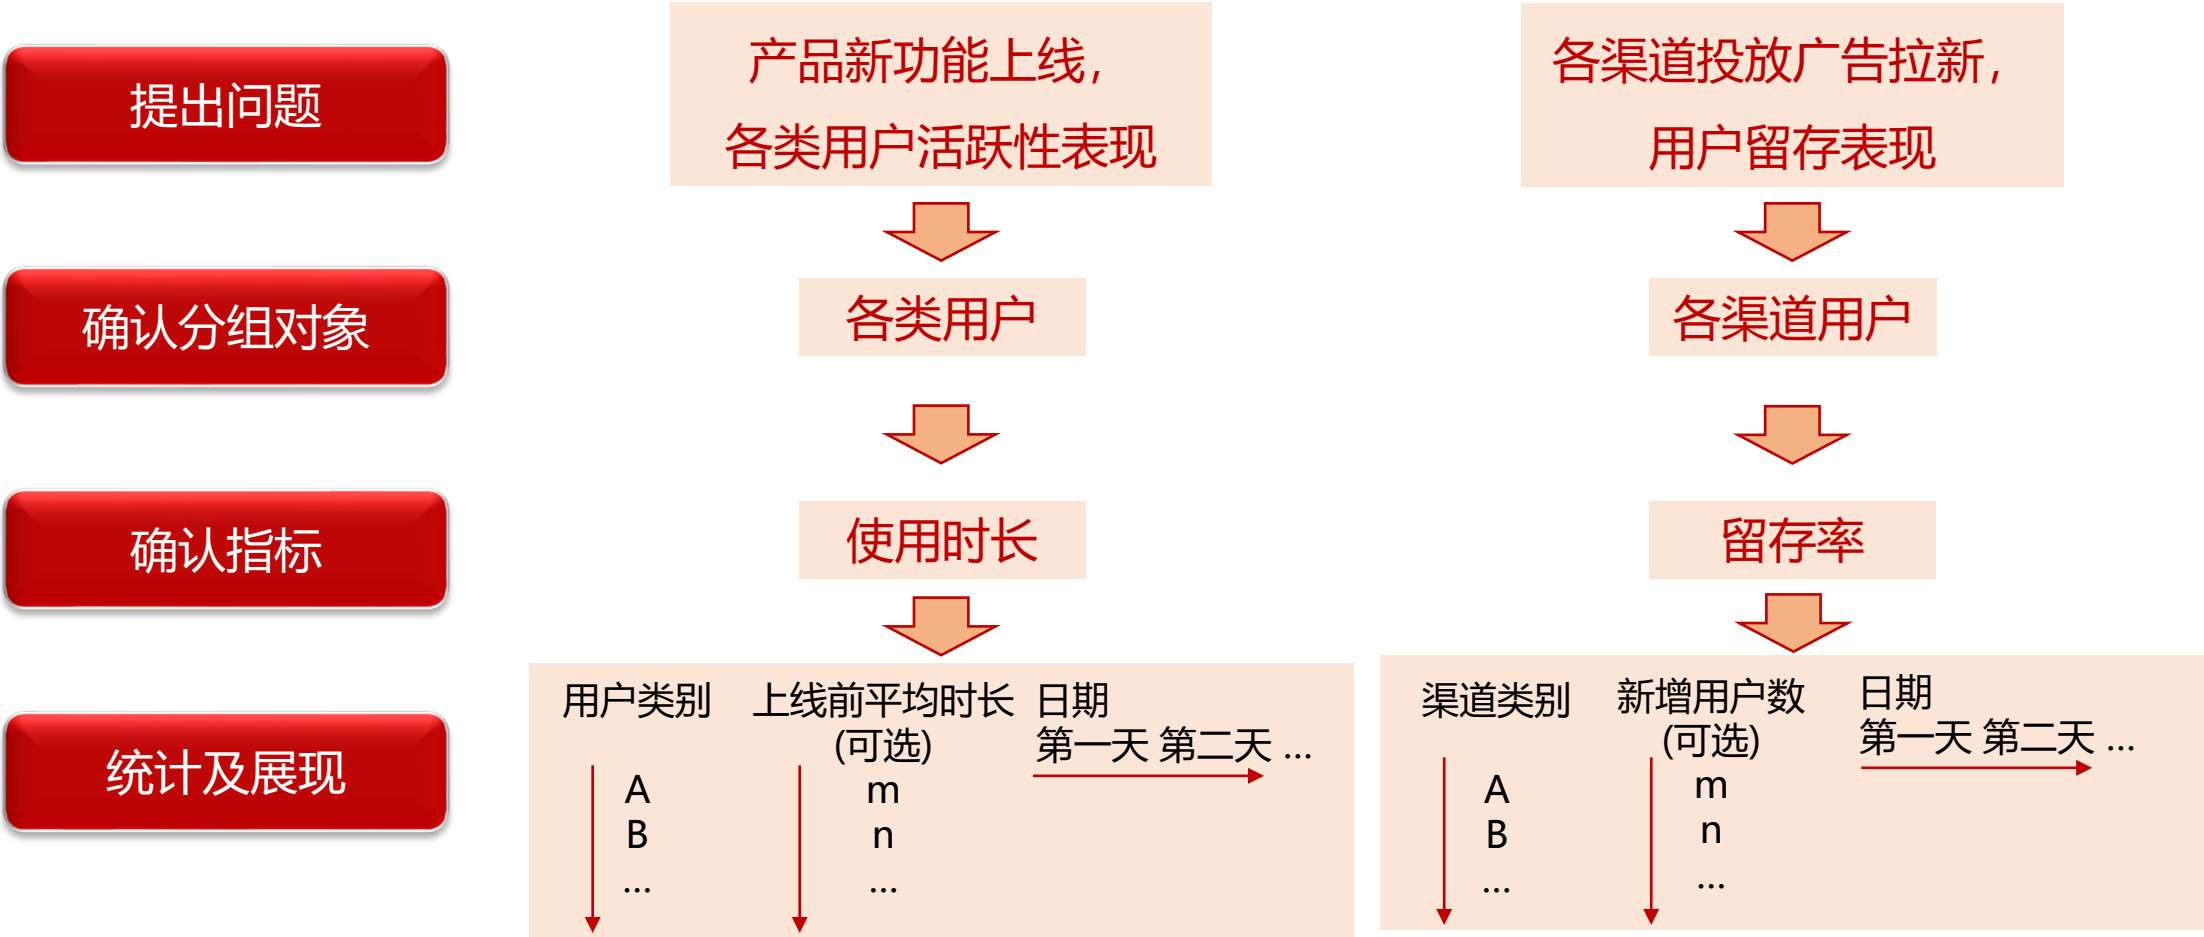 提出问题
产品新功能上线，
各类用户活跃性表现
各渠道投放广告拉新，
用户留存表现
确认分组对象
各类用户
各渠道用户
确认指标
使用时长
留存率
统计及展现
用户类别
A
B
...
上线前平均时长
(可选)
m
n
...
日期
第一天 第二天 ...
渠道类别
A
B
...
新增用户数
(可选)
m
n
...
日期
第一天 第二天 ...